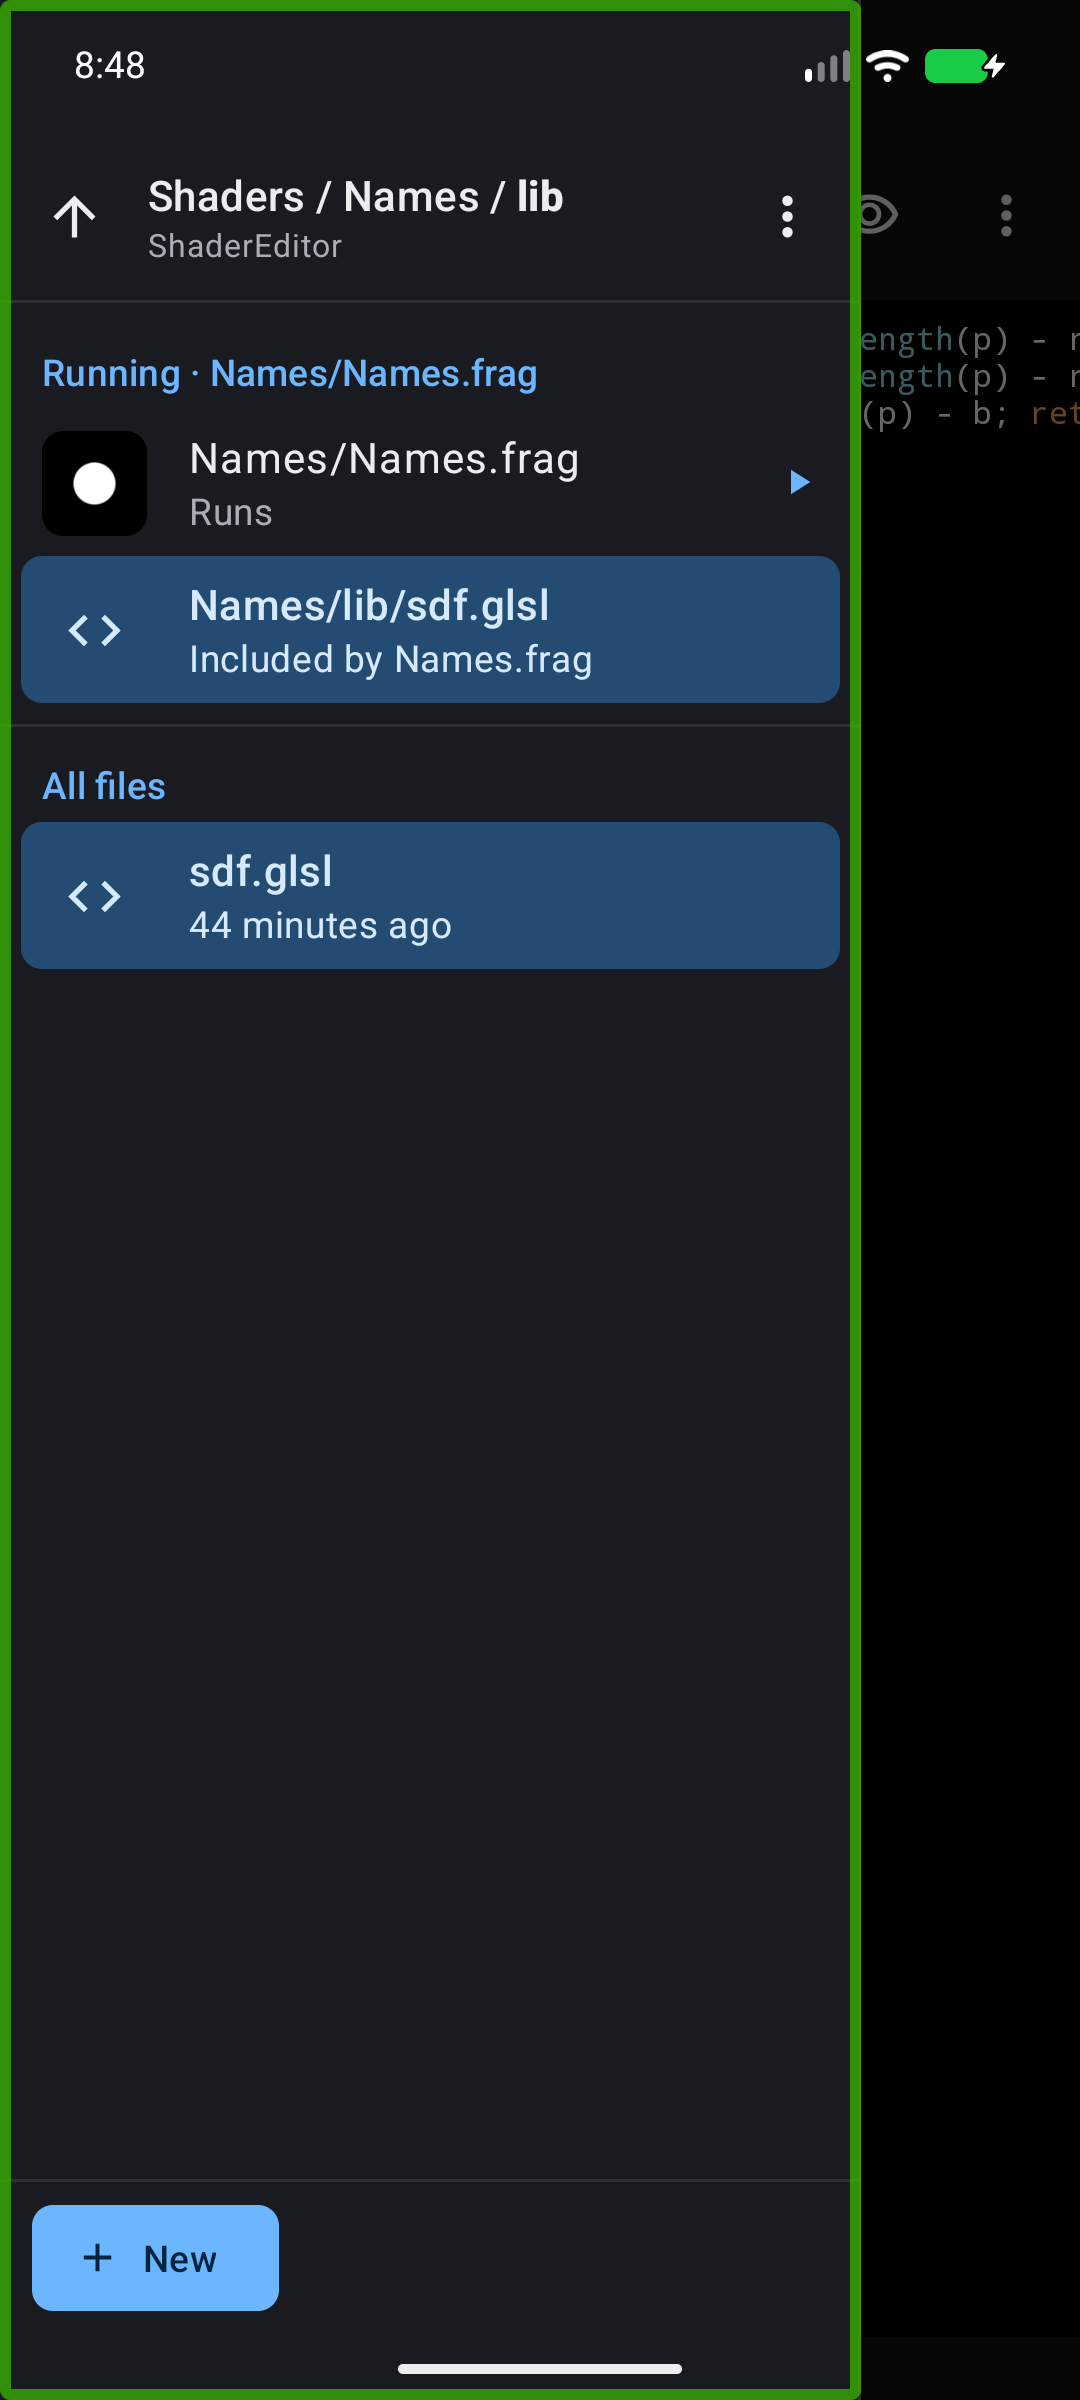 8:48
Shaders / Names / lib
ShaderEditor
ength(p) - r
ength(p) - r
(p) - b; ret
Running · Names/Names.frag
Names/Names.frag
Runs
Names/lib/sdf.glsl
Included by Names.frag
All files
sdf.glsl
44 minutes ago
+ New